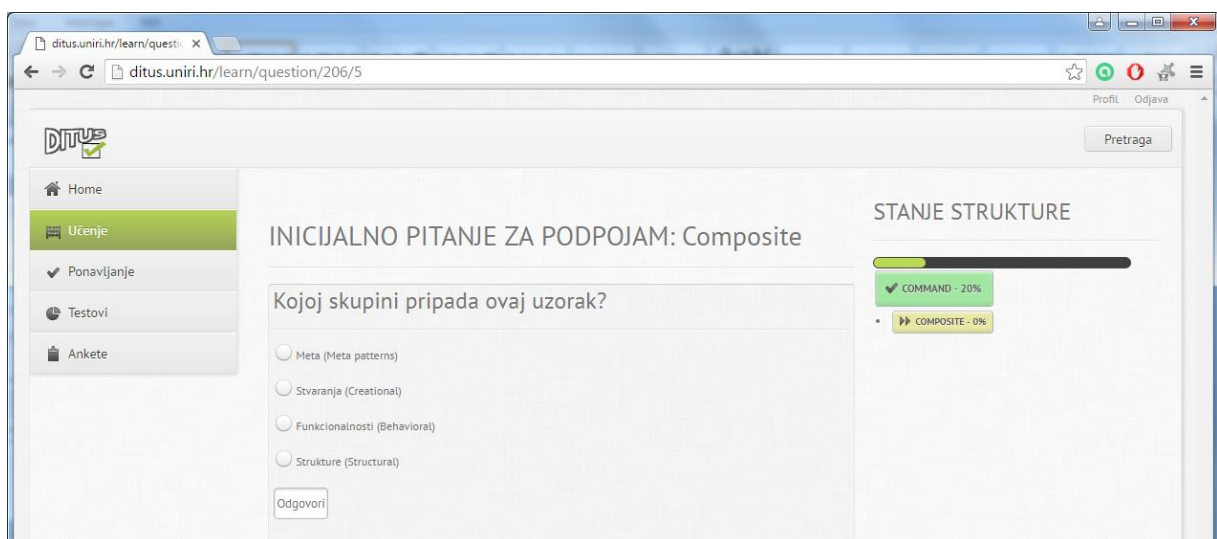 ditus.uniri.hr/learn/questic
ditus.uniri.hr/learn/question/206/5
Profil Odjava
DITUS
Pretraga
Home
Učenje
Ponavljanje
Testovi
Ankete
INICIJALNO PITANJE ZA PODPOJAM: Composite
Kojoj skupini pripada ovaj uzorak?
Meta (Meta patterns)
Stvaranja (Creational)
Funkcionalnosti (Behavioral)
Strukture (Structural)
Odgovori
STANJE STRUKTURE
COMMAND - 20%
COMPOSITE - 0%